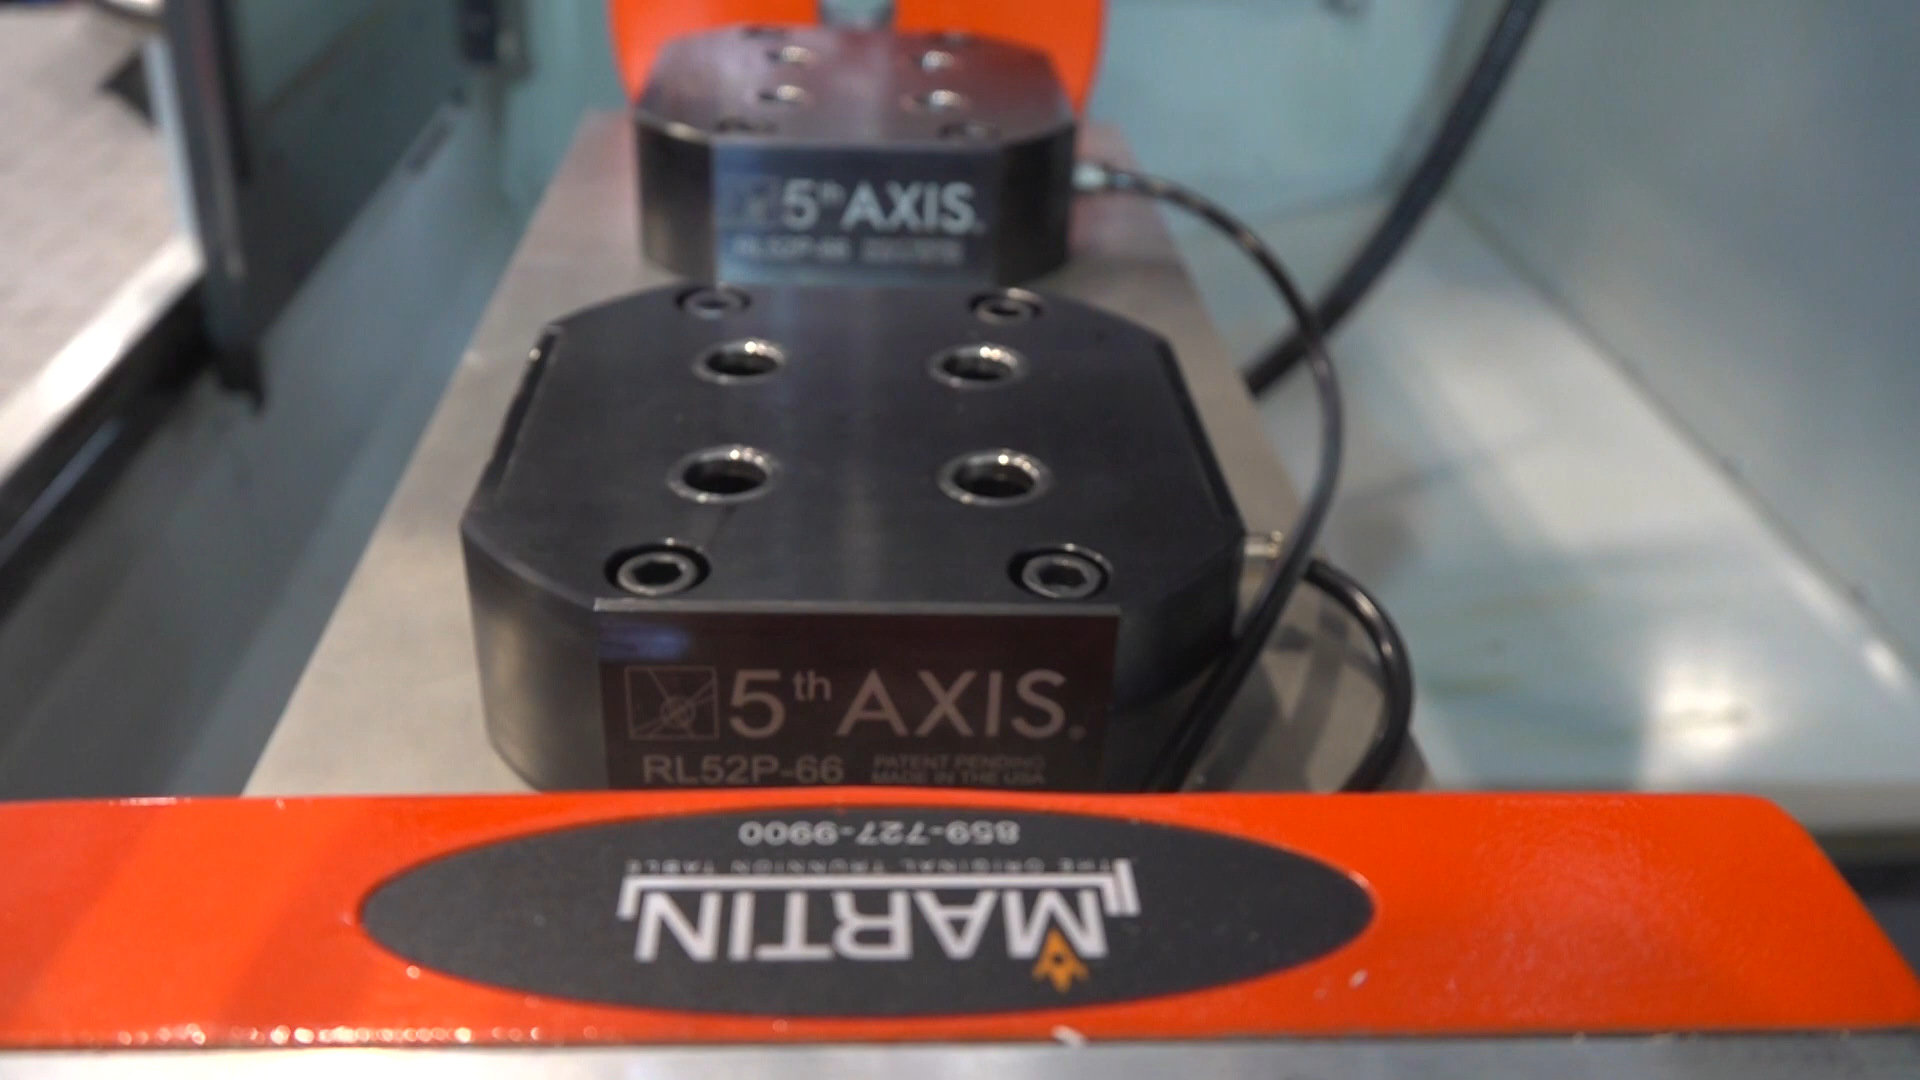 5th AXIS
RL52P-66
5th AXIS®
RL52P-66 PATENT PENDING
MADE IN THE USA
MARTIN
THE ORIGINAL TRUNNION TABLE
859-727-9900